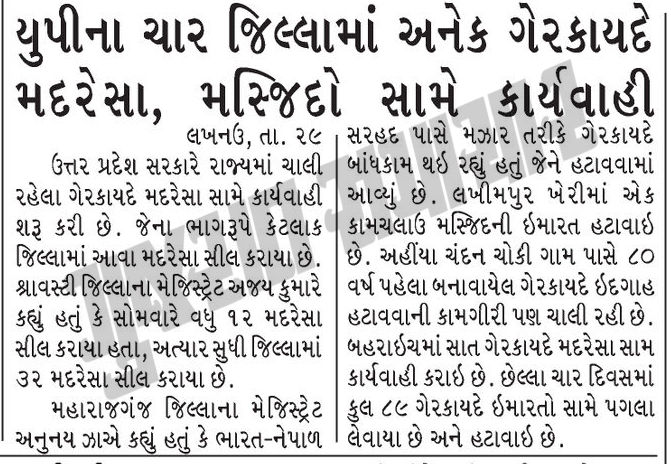 યુપીના ચાર જિલ્લામાં અનેક ગેરકાયદે
મદરેસા, મસ્જિદો સામે કાર્યવાહી
લખનઉ, તા. ૨૯
ઉત્તર પ્રદેશ સરકારે રાજ્યમાં ચાલી
રહેલા ગેરકાયદે મદરેસા સામે કાર્યવાહી
શરૂ કરી છે. જેના ભાગરૂપે કેટલાક
જિલ્લામાં આવા મદરેસા સીલ કરાયા છે.
શ્રાવસ્તી જિલ્લાના મેજિસ્ટ્રેટ અજય કુમારે
કહ્યું હતું કે સોમવારે વધુ ૧૨ મદરેસા
સીલ કરાયા હતા, અત્યાર સુધી જિલ્લામાં
૩૨ મદરેસા સીલ કરાયા છે.
મહારાજગંજ જિલ્લાના મેજિસ્ટ્રેટ
અનુનય ઝાએ કહ્યું હતું કે ભારત-નેપાળ
સરહદ પાસે મઝાર તરીકે ગેરકાયદે
બાંધકામ થઇ રહ્યું હતું જેને હટાવવામાં
આવ્યું છે. લખીમપુર ખેરીમાં એક
કામચલાઉ મસ્જિદની ઇમારત હટાવાઇ
છે. અહીંયા ચંદન ચોકી ગામ પાસે ૮૦
વર્ષ પહેલા બનાવાયેલ ગેરકાયદે ઇદગાહ
હટાવવાની કામગીરી પણ ચાલી રહી છે.
બહરાઇચમાં સાત ગેરકાયદે મદરેસા સામ
કાર્યવાહી કરાઇ છે. છેલ્લા ચાર દિવસમાં
કુલ ૮૯ ગેરકાયદે ઇમારતો સામે પગલા
લેવાયા છે અને હટાવાઇ છે.
ગુજરાત સમાચાર